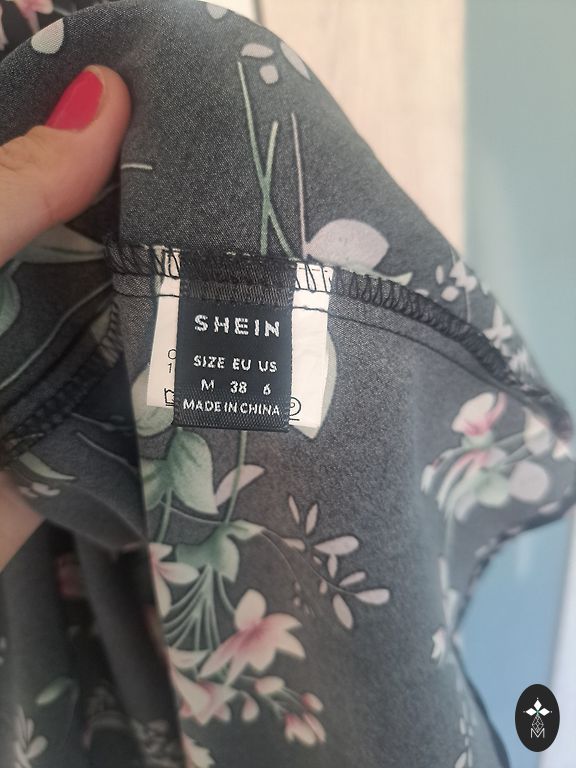 SHEIN
SIZE EU US
M 38 6
MADE IN CHINA
M